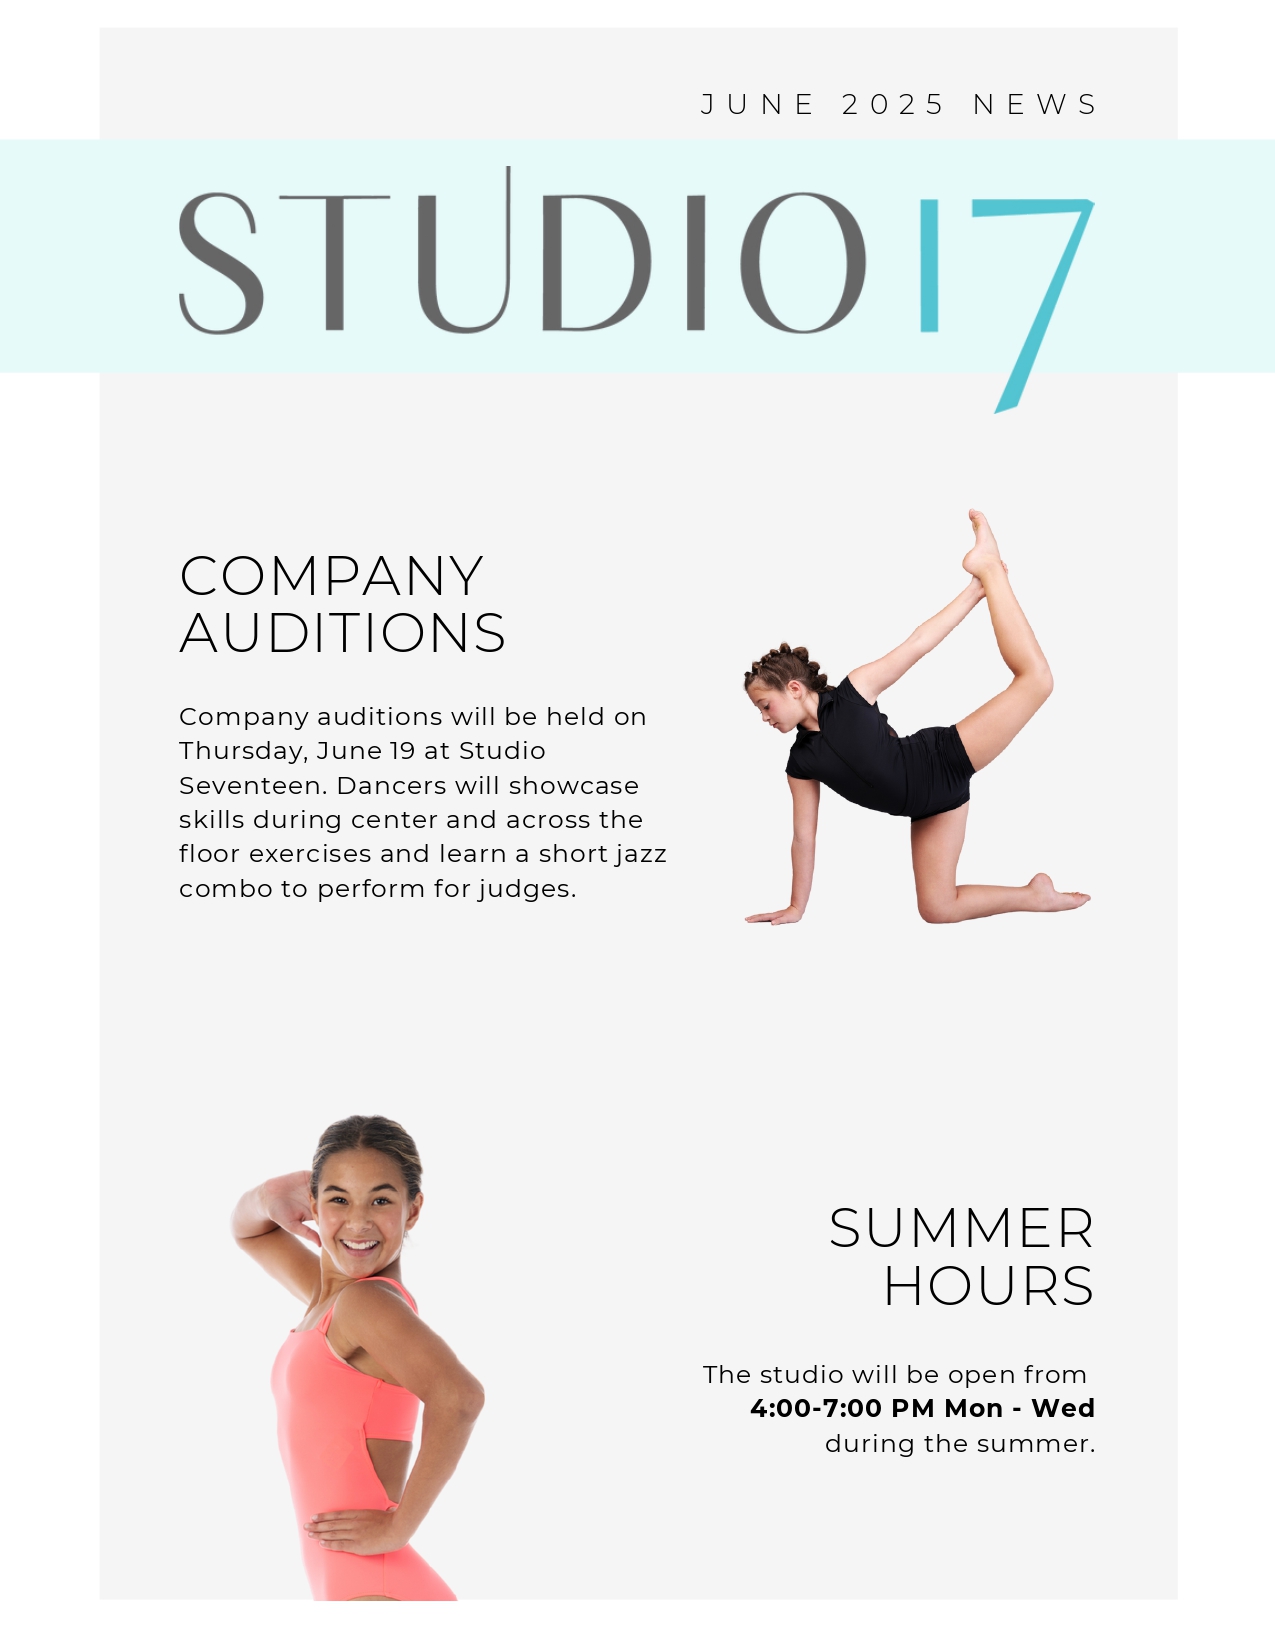 JUNE 2025 NEWS
STUDIO 17
COMPANY
AUDITIONS
Company auditions will be held on
Thursday, June 19 at Studio
Seventeen. Dancers will showcase
skills during center and across the
floor exercises and learn a short jazz
combo to perform for judges.
SUMMER
HOURS
The studio will be open from
4:00-7:00 PM Mon - Wed
during the summer.